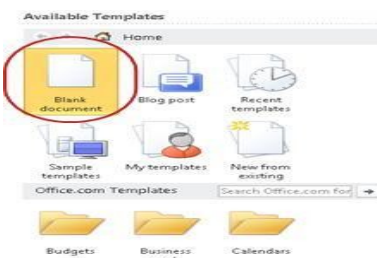 Available Templates
Home
Blank document
Blog post
Recent templates
Sample templates
My templates
New from existing
Office.com Templates
Search Office.com for
Budgets
Business
Calendars